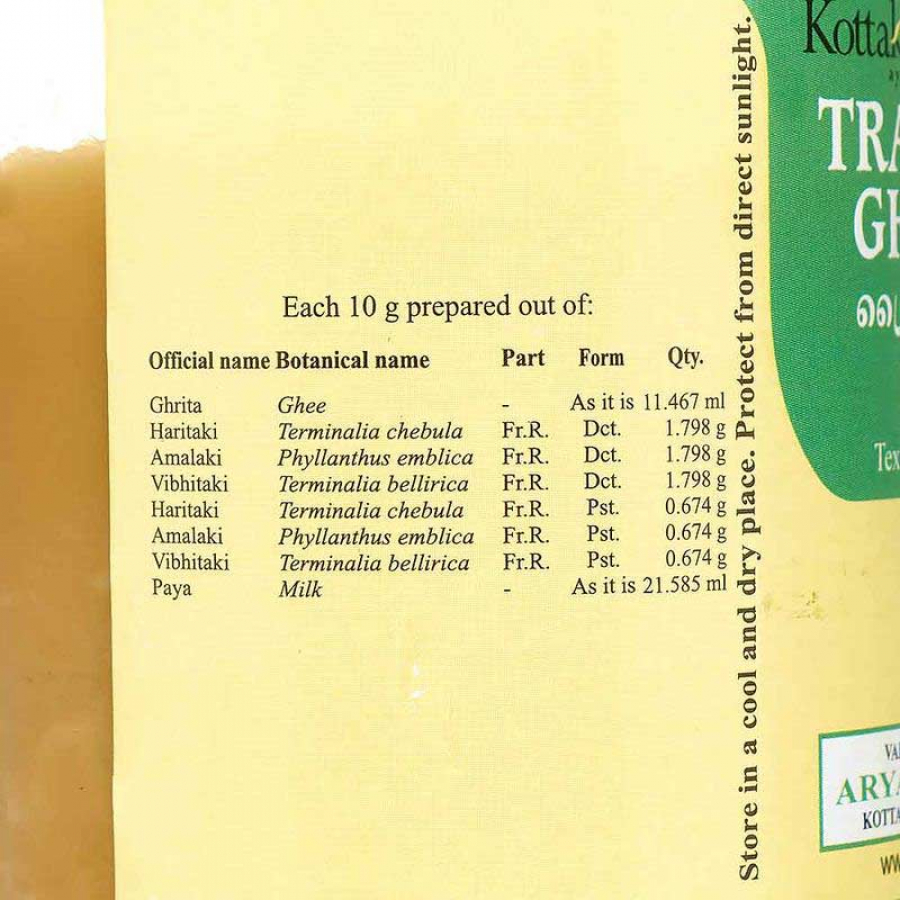 Each 10 g prepared out of:
Official name Botanical name Part Form Qty.
Ghrita Ghee - As it is 11.467 ml
Haritaki Terminalia chebula Fr.R. Dct. 1.798 g
Amalaki Phyllanthus emblica Fr.R. Dct. 1.798 g
Vibhitaki Terminalia bellirica Fr.R. Dct. 1.798 g
Haritaki Terminalia chebula Fr.R. Pst. 0.674 g
Amalaki Phyllanthus emblica Fr.R. Pst. 0.674 g
Vibhitaki Terminalia bellirica Fr.R. Pst. 0.674 g
Paya Milk - As it is 21.585 ml
Store in a cool and dry place. Protect from direct sunlight.